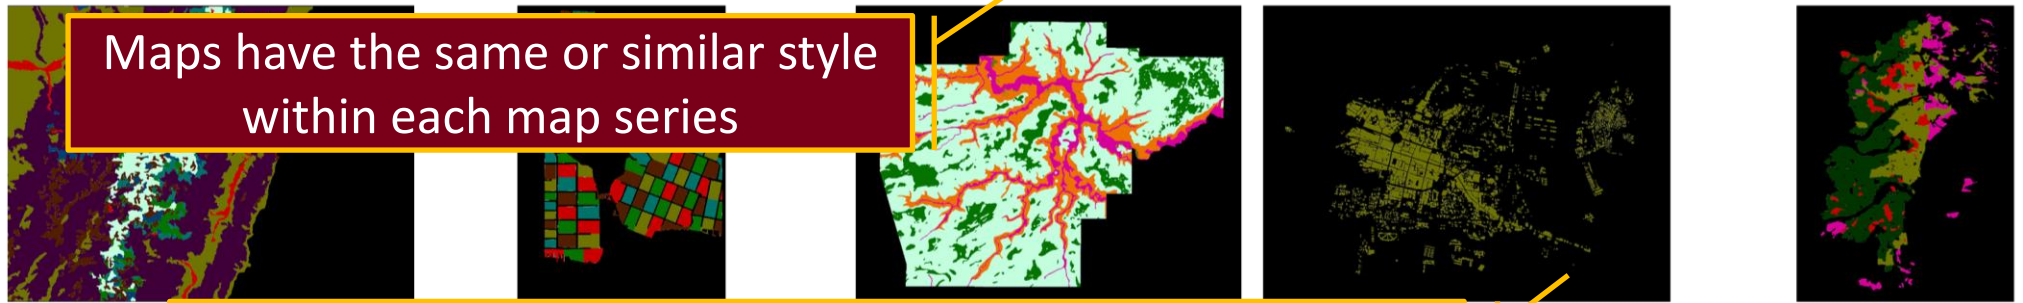 Maps have the same or similar style
within each map series